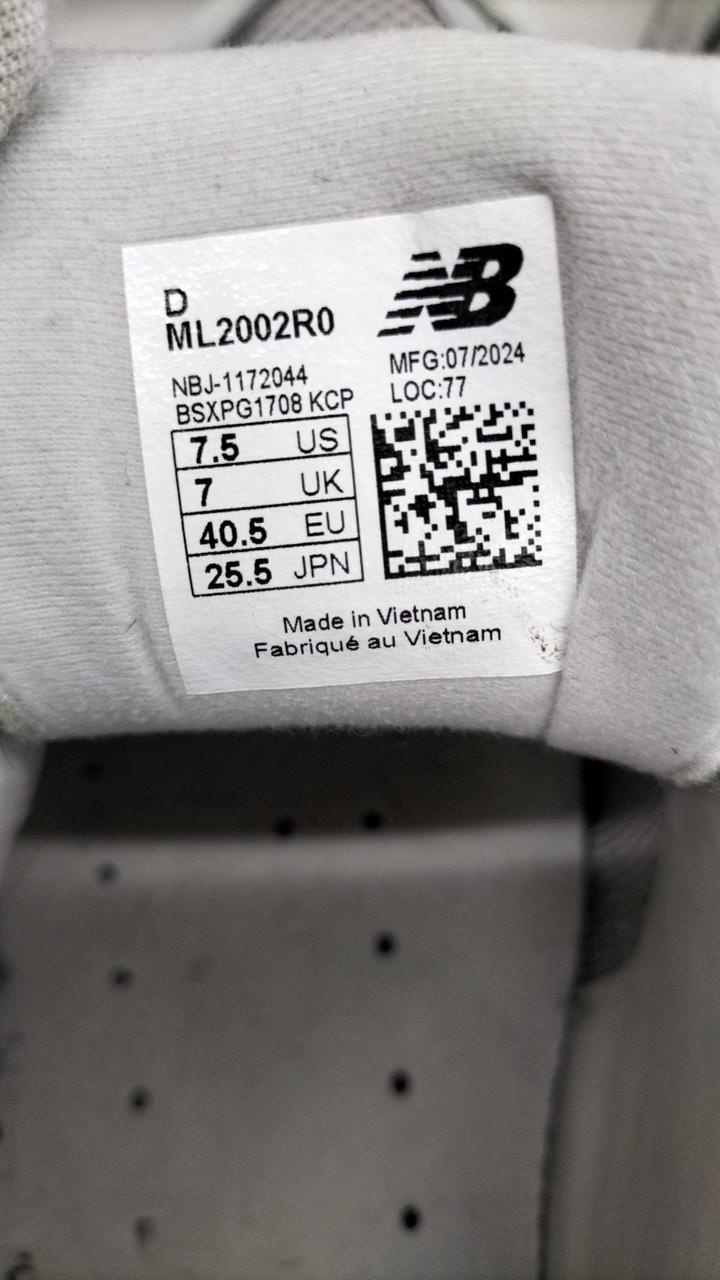 D
ML2002R0
NB
MFG:07/2024
LOC:77
NBJ-1172044
BSXPG1708 KCP
7.5 US
7 UK
40.5 EU
25.5 JPN
Made in Vietnam
Fabriqué au Vietnam